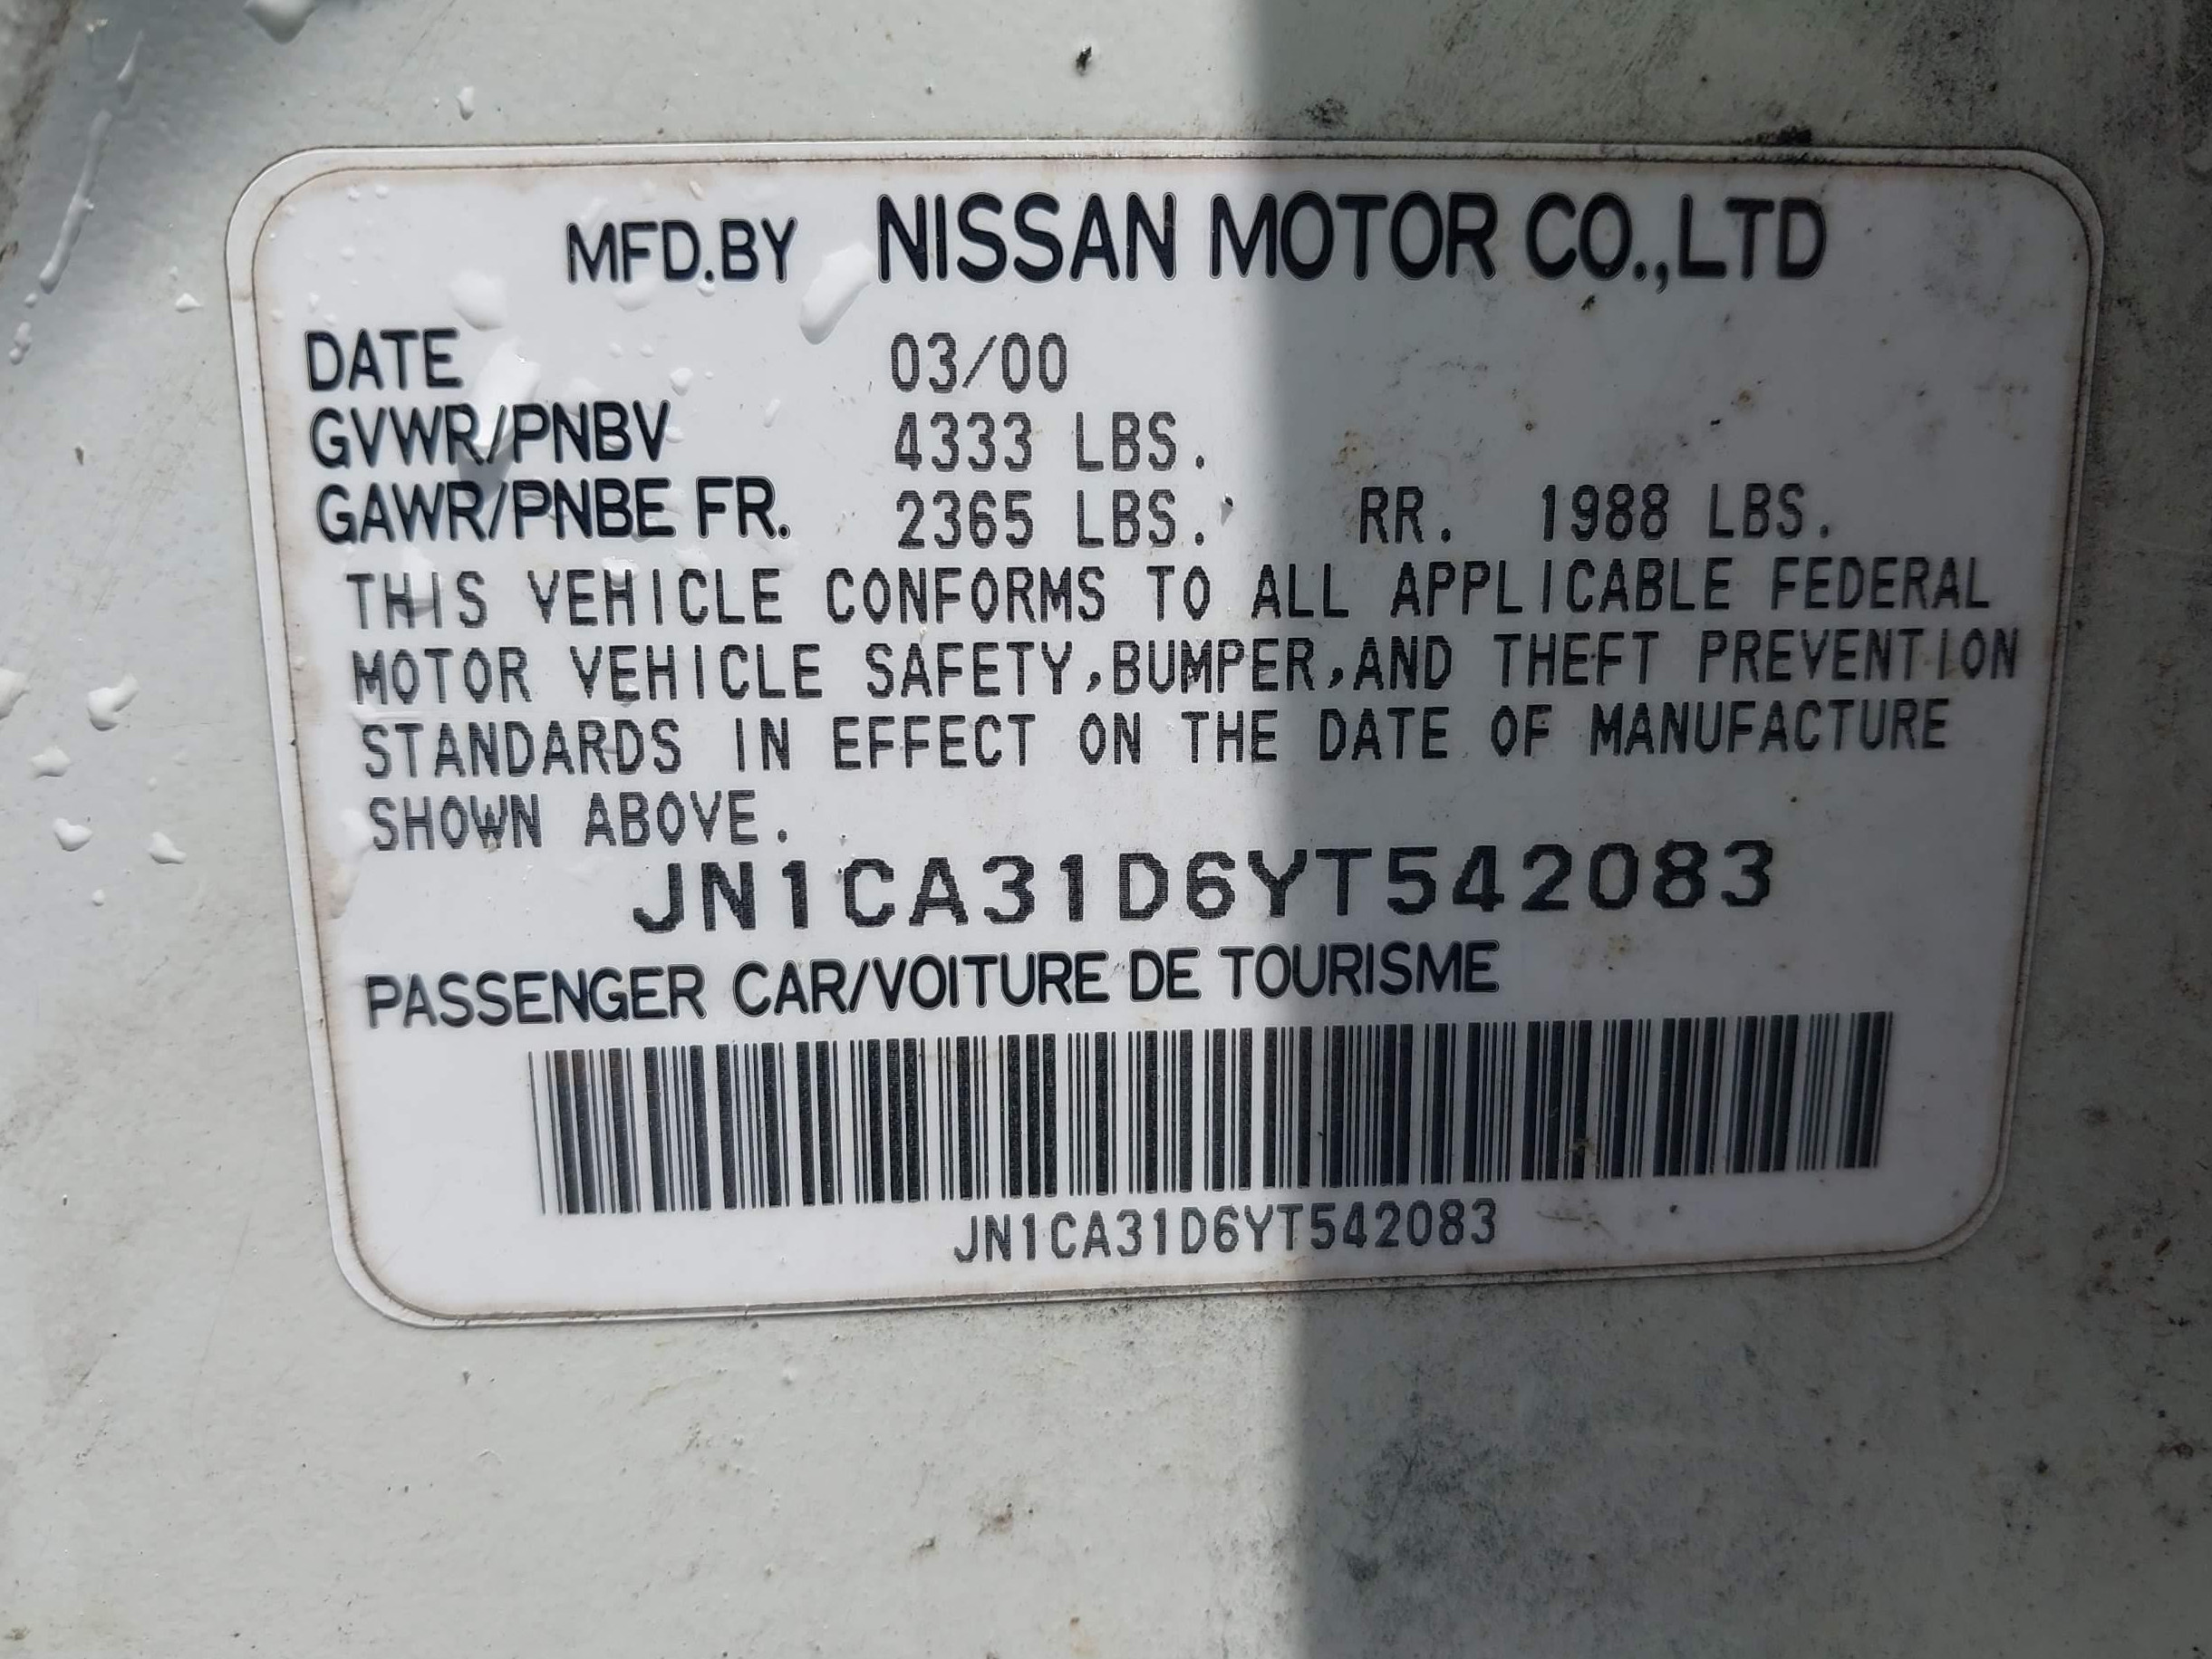 MFD.BY NISSAN MOTOR CO.,LTD
DATE 03/00
GVWR/PNBV 4333 LBS.
GAWR/PNBE FR. 2365 LBS. RR. 1988 LBS.
THIS VEHICLE CONFORMS TO ALL APPLICABLE FEDERAL
MOTOR VEHICLE SAFETY,BUMPER,AND THEFT PREVENTION
STANDARDS IN EFFECT ON THE DATE OF MANUFACTURE
SHOWN ABOVE.
JN1CA31D6YT542083
PASSENGER CAR/VOITURE DE TOURISME
JN1CA31D6YT542083